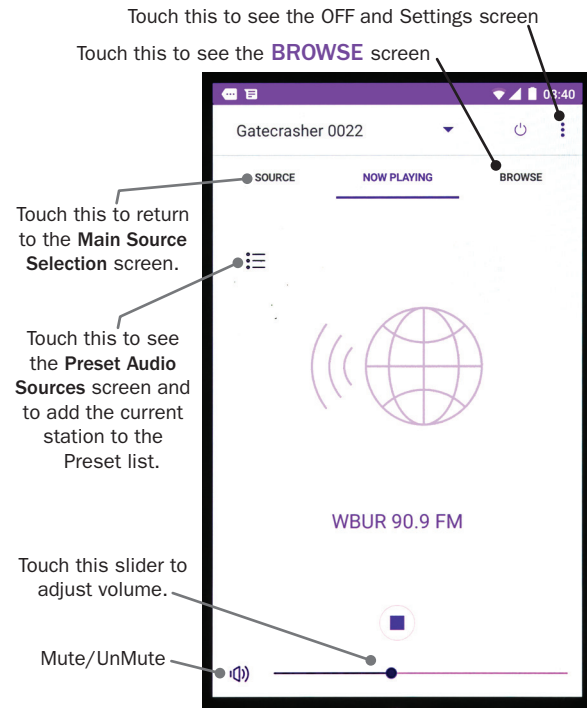 Touch this to see the OFF and Settings screen
Touch this to see the BROWSE screen
03:40
Gatecrasher 0022
SOURCE
NOW PLAYING
BROWSE
Touch this to return
to the Main Source
Selection screen.
Touch this to see
the Preset Audio
Sources screen and
to add the current
station to the
Preset list.
WBUR 90.9 FM
Touch this slider to
adjust volume.
Mute/UnMute